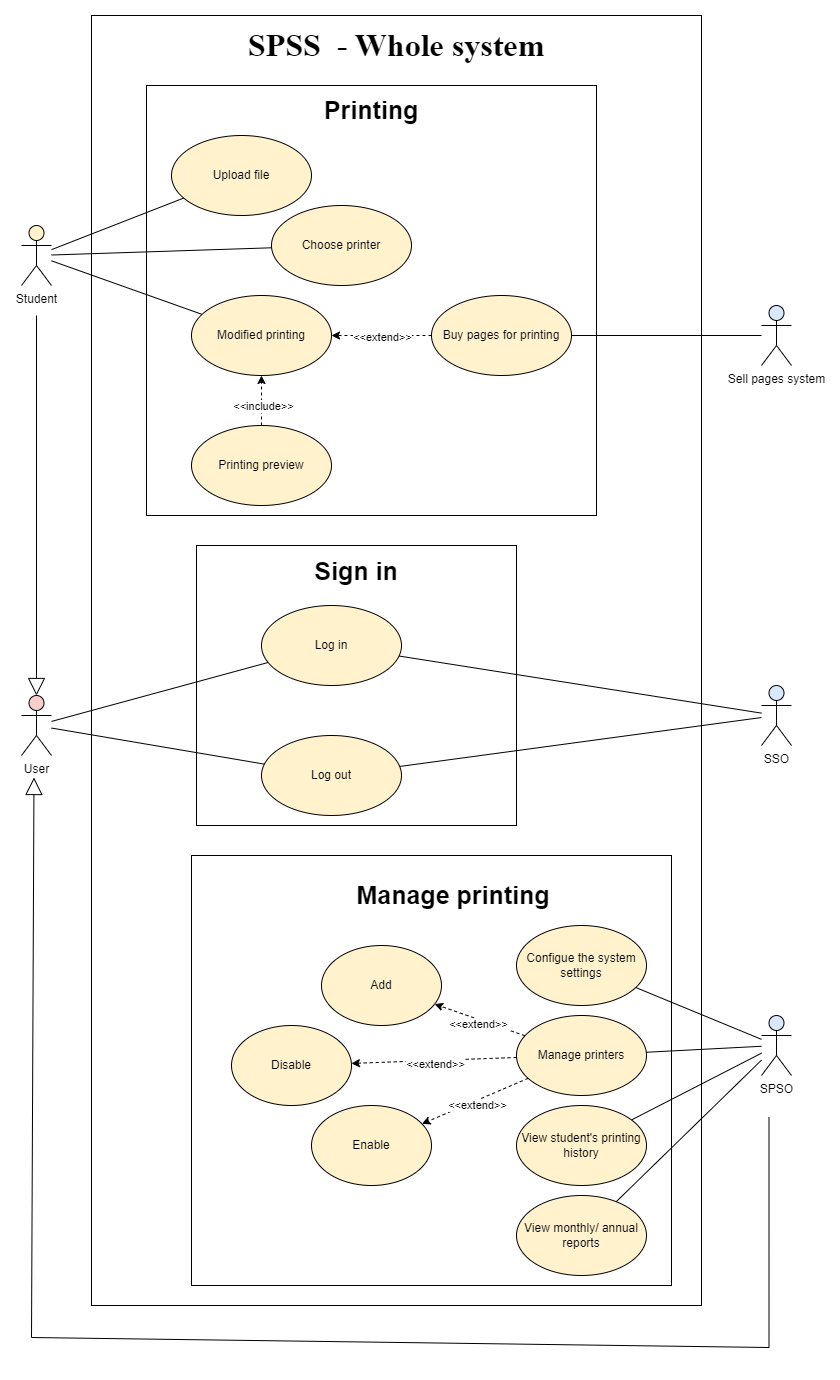 SPSS - Whole system
Printing
Upload file
Choose printer
Student
Modified printing
<<extend>>
Buy pages for printing
Sell pages system
<<include>>
Printing preview
Sign in
Log in
User
SSO
Log out
Manage printing
Configue the system
settings
Add
<<extend>>
Manage printers
Disable
<<extend>>
SPSO
<<extend>>
Enable
View student's printing
history
View monthly/ annual
reports